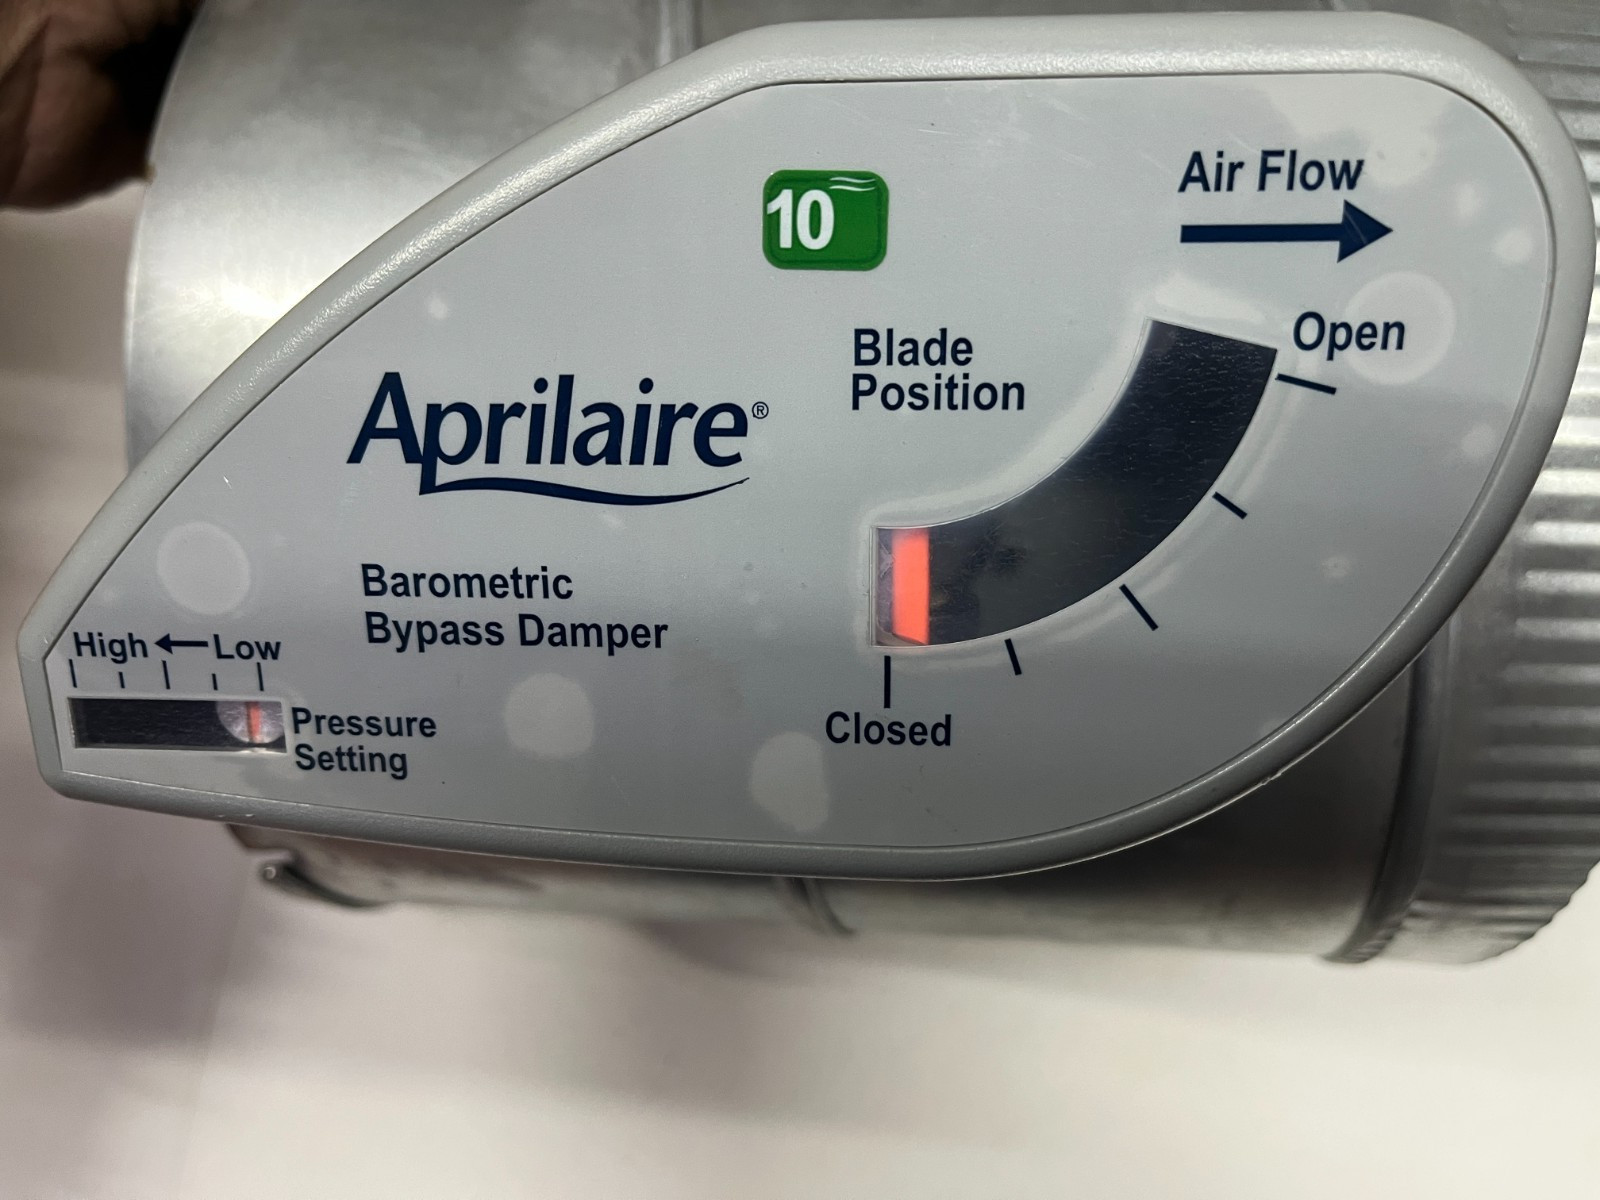 10
Air Flow
Open
Blade
Position
Aprilaire®
Barometric
Bypass Damper
High Low
Pressure
Setting
Closed